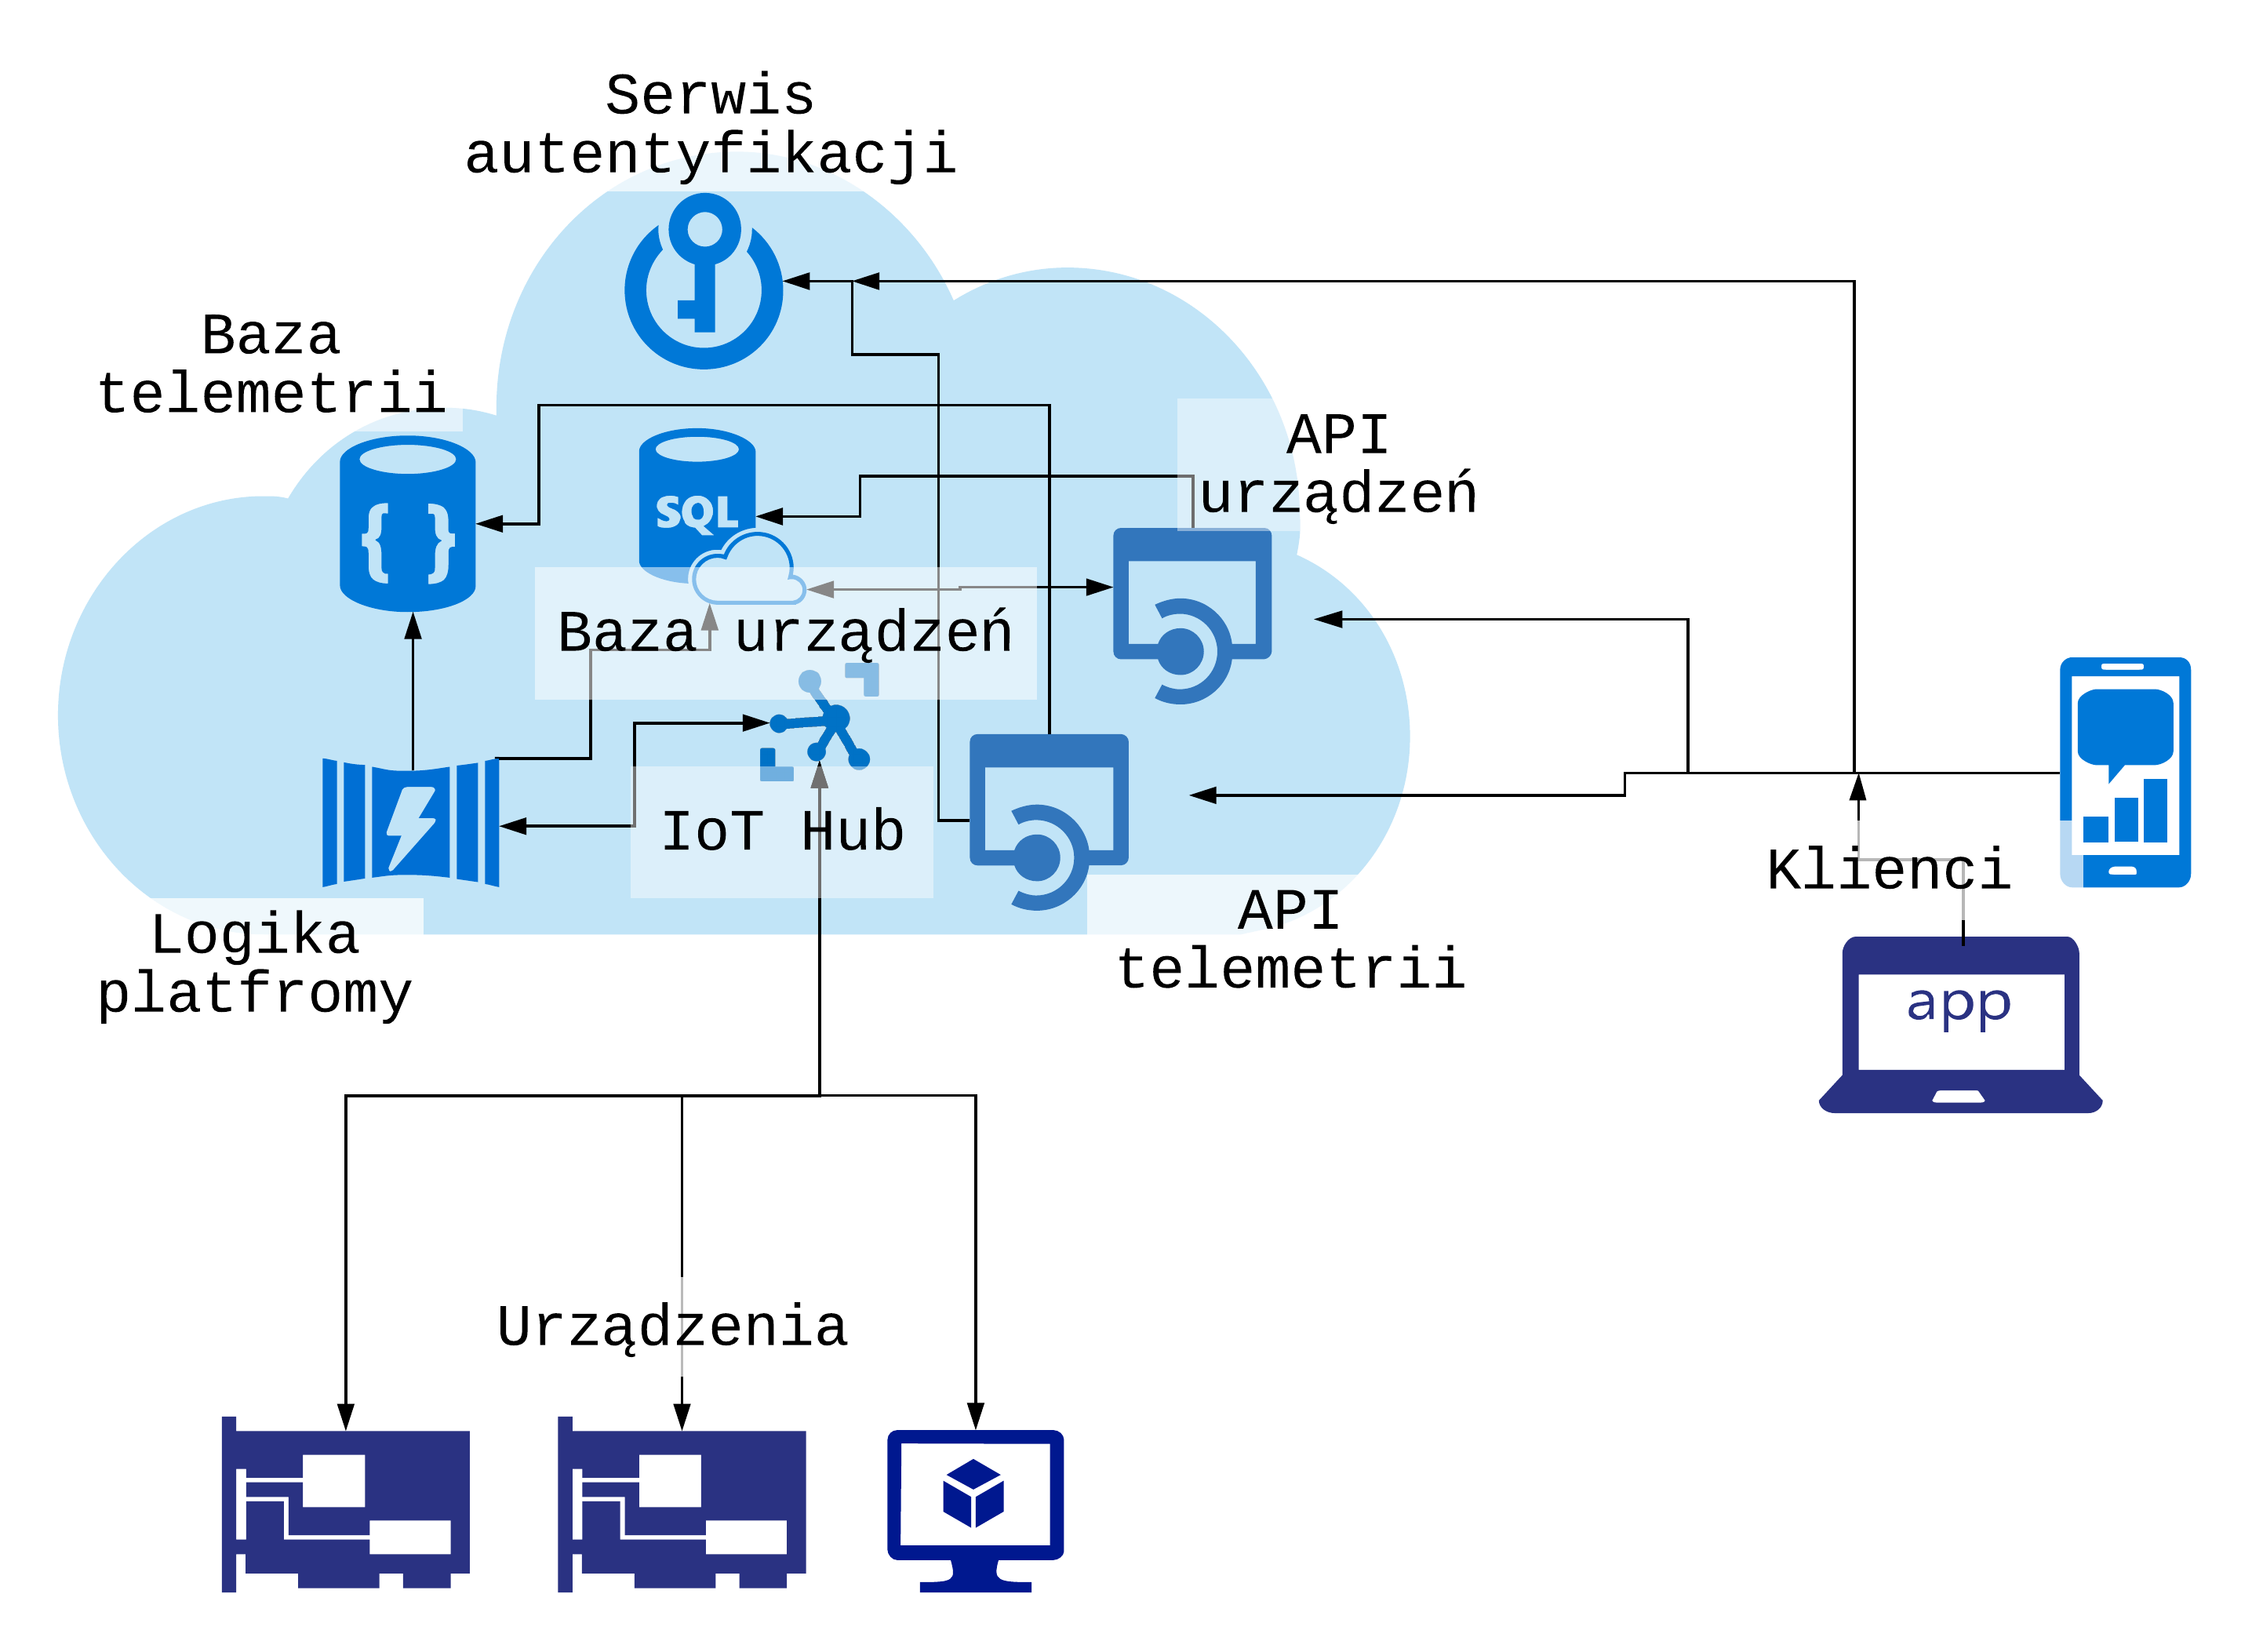 Serwis
autentyfikacji
Baza
telemetrii
API
urządzeń
SQL
{ }
Baza urządzeń
IoT Hub
Klienci
API
telemetrii
Logika
platfromy
app
Urządzenia